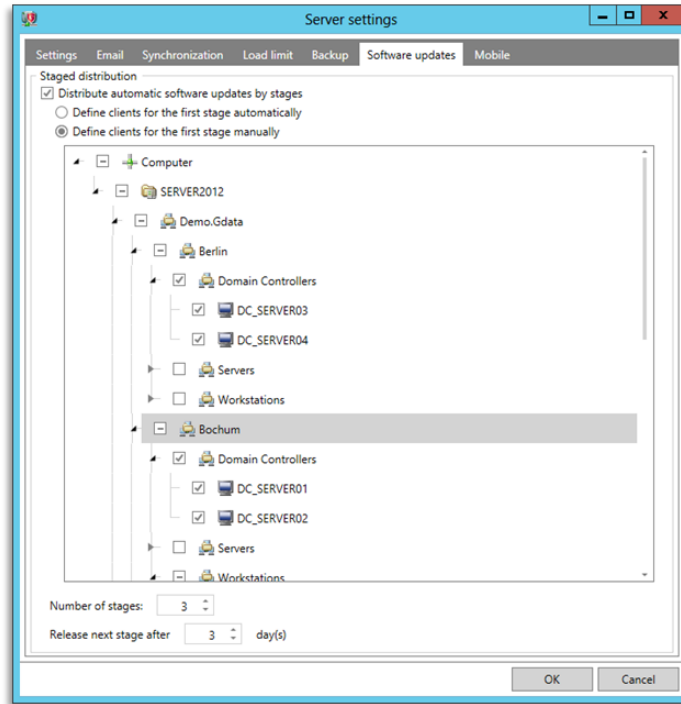 Server settings
Settings Email Synchronization Load limit Backup Software updates Mobile
Staged distribution
Distribute automatic software updates by stages
Define clients for the first stage automatically
Define clients for the first stage manually
Computer
SERVER2012
Demo.Gdata
Berlin
Domain Controllers
DC_SERVER03
DC_SERVER04
Servers
Workstations
Bochum
Domain Controllers
DC_SERVER01
DC_SERVER02
Servers
Workstations
Number of stages: 3
Release next stage after 3 day(s)
OK Cancel